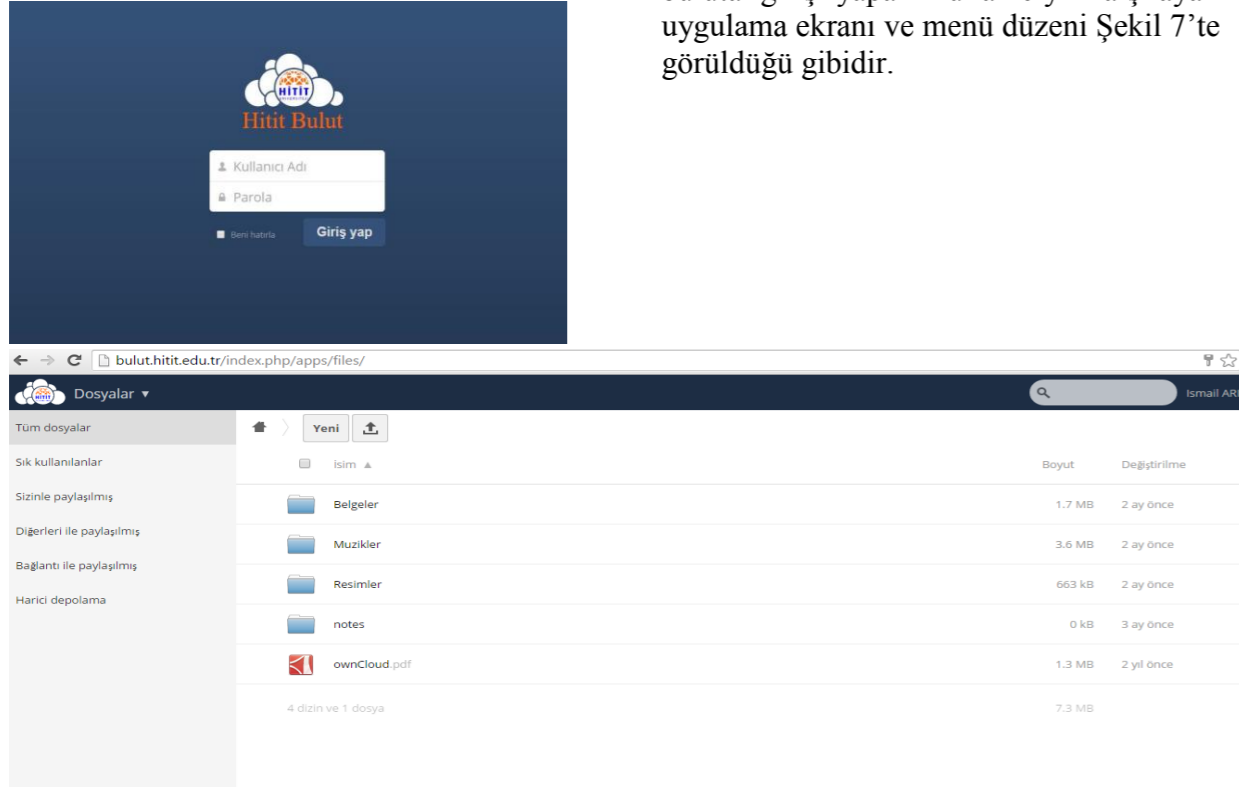 uygulama ekranı ve menü düzeni Şekil 7’te
görüldüğü gibidir.
HİTİT
Hitit Bulut
Kullanıcı Adı
Parola
Beni hatırla Giriş yap
bulut.hitit.edu.tr/index.php/apps/files/
Dosyalar ▾ Ismail ARI
Tüm dosyalar Yeni
Sık kullanılanlar isim ▲ Boyut Değiştirilme
Sizinle paylaşılmış Belgeler 1.7 MB 2 ay önce
Diğerleri ile paylaşılmış Muzikler 3.6 MB 2 ay önce
Bağlantı ile paylaşılmış
Resimler 663 kB 2 ay önce
Harici depolama
notes 0 kB 3 ay önce
ownCloud.pdf 1.3 MB 2 yıl önce
4 dizin ve 1 dosya 7.3 MB